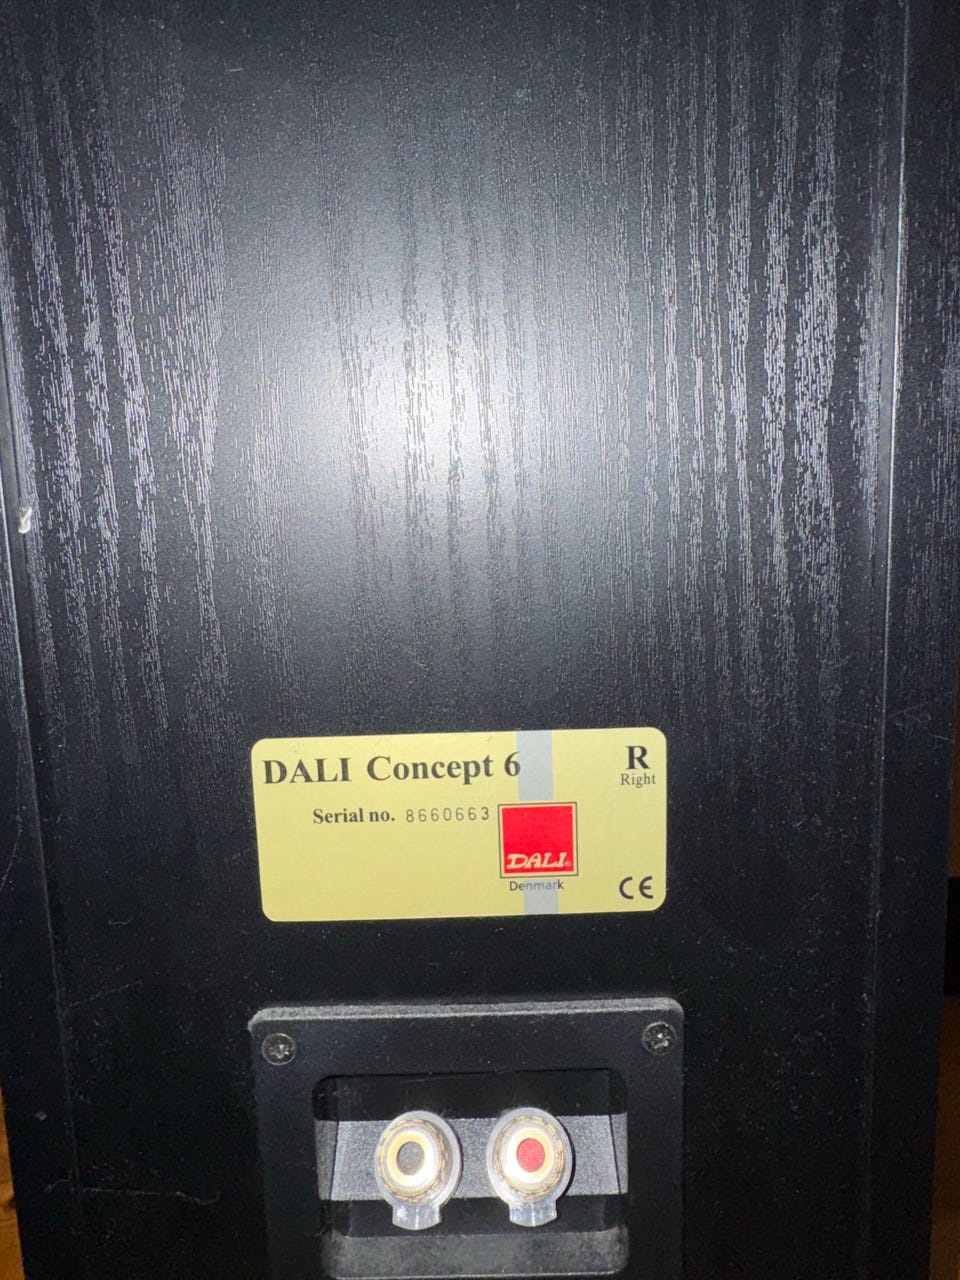 DALI Concept 6
R
Right
Serial no. 8660663
DALI
Denmark
CE